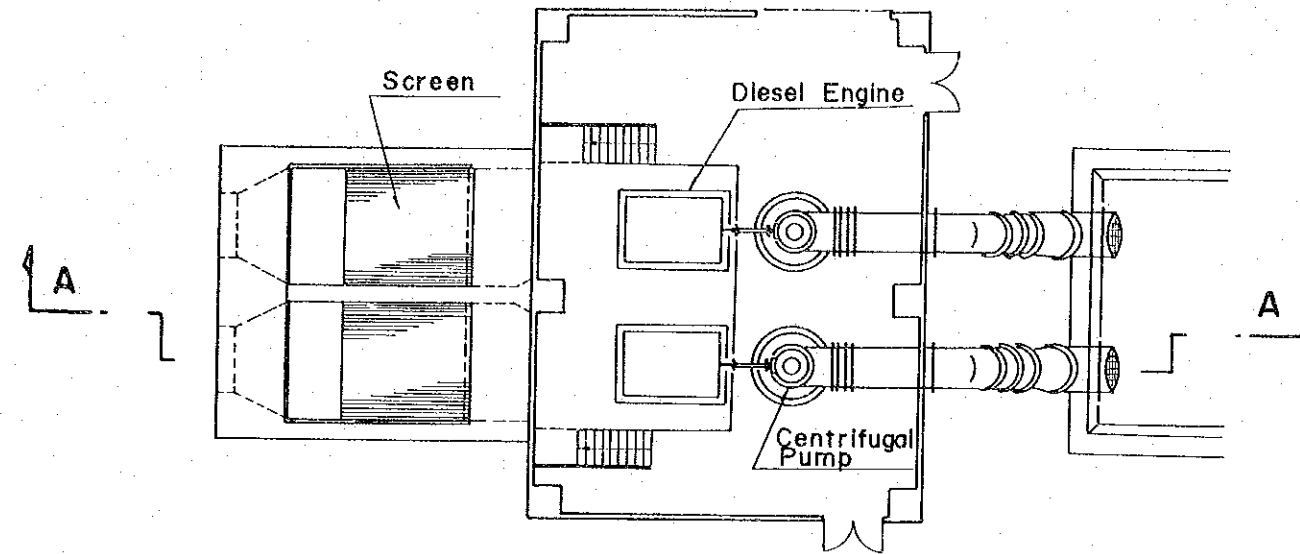 Screen
Diesel Engine
A
A
Centrifugal
Pump